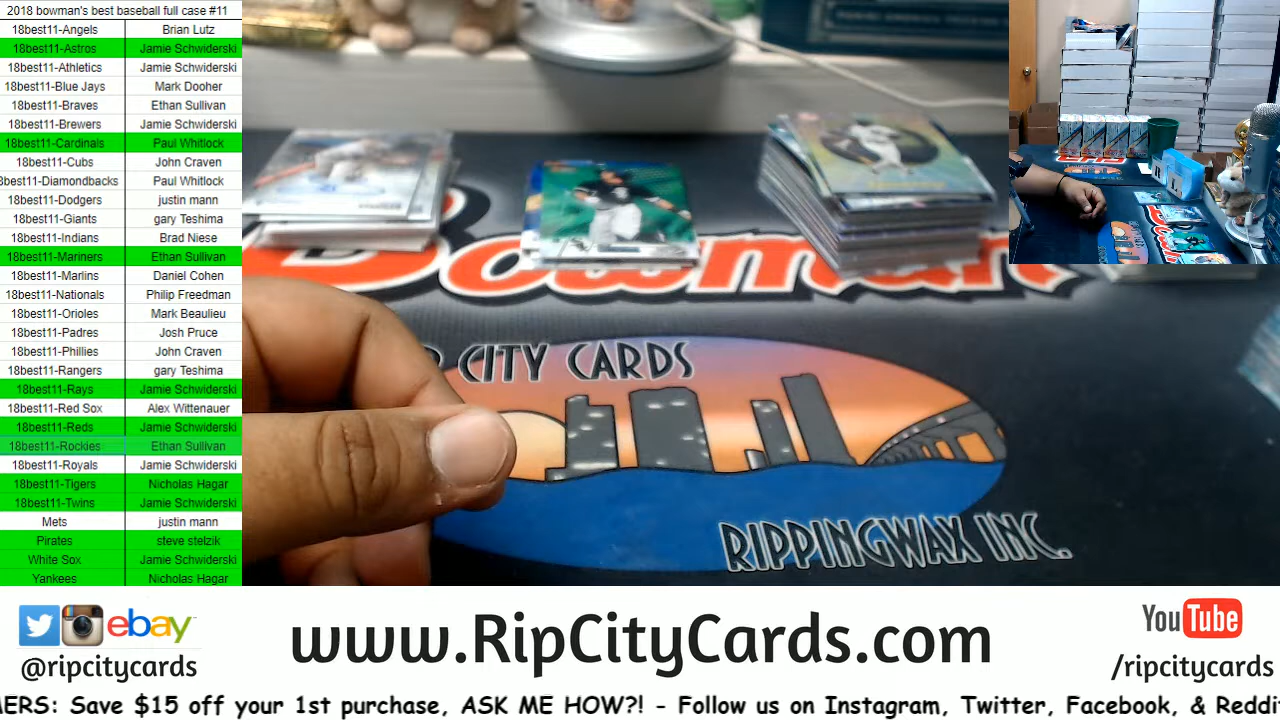 2018 bowman's best baseball full case #11
18best11-Angels Brian Lutz
18best11-Astros Jamie Schwiderski
18best11-Athletics Jamie Schwiderski
18best11-Blue Jays Mark Dooher
18best11-Braves Ethan Sullivan
18best11-Brewers Jamie Schwiderski
18best11-Cardinals Paul Whitlock
18best11-Cubs John Craven
8best11-Diamondbacks Paul Whitlock
18best11-Dodgers justin mann
18best11-Giants gary Teshima
18best11-Indians Brad Niese
18best11-Mariners Ethan Sullivan
18best11-Marlins Daniel Cohen
18best11-Nationals Philip Freedman
18best11-Orioles Mark Beaulieu
18best11-Padres Josh Pruce
18best11-Phillies John Craven
18best11-Rangers gary Teshima
18best11-Rays Jamie Schwiderski
18best11-Red Sox Alex Wittenauer
18best11-Reds Jamie Schwiderski
18best11-Rockies Ethan Sullivan
18best11-Royals Jamie Schwiderski
18best11-Tigers Nicholas Hagar
18best11-Twins Jamie Schwiderski
Mets justin mann
Pirates steve stelzik
White Sox Jamie Schwiderski
Yankees Nicholas Hagar
Bowman
P CITY CARDS
RIPPINGWAX INC.
ebay
@ripcitycards
www.RipCityCards.com
YouTube
/ripcitycards
MERS: Save $15 off your 1st purchase, ASK ME HOW?! - Follow us on Instagram, Twitter, Facebook, & Reddi